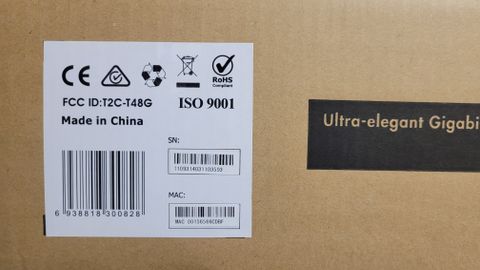 CE
RoHS
Compliant
FCC ID:T2C-T48G
ISO 9001
Made in China
SN:
MAC:
6 938818 300828
Ultra-elegant Gigabi